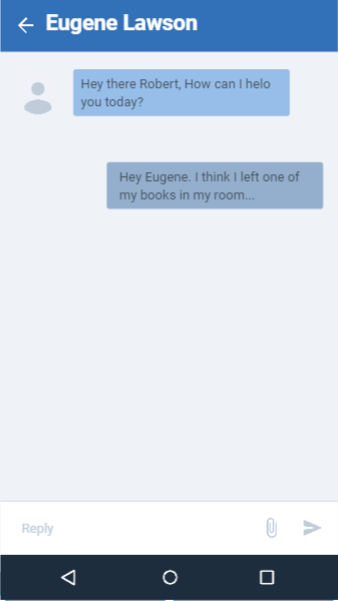 Eugene Lawson
Hey there Robert, How can I helo
you today?
Hey Eugene. I think I left one of
my books in my room...
Reply